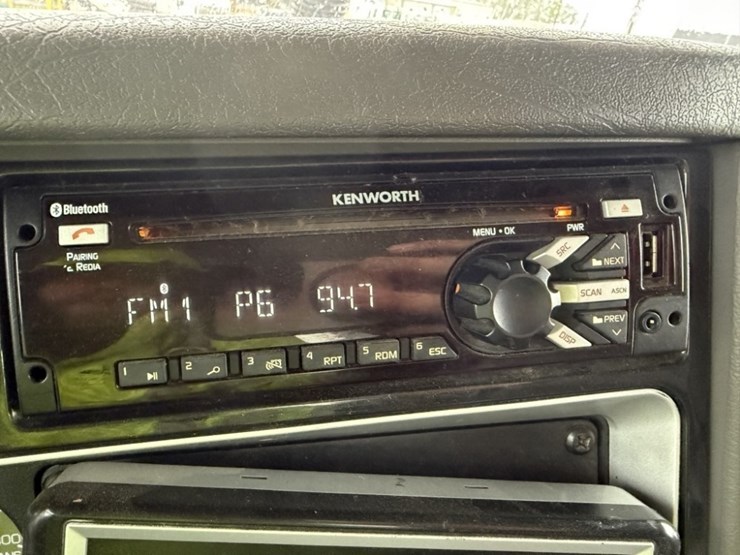 KENWORTH
Bluetooth
PAIRING
REDIA
MENU • OK
PWR
SRC
NEXT
SCAN ASCN
PREV
DISP
FM1 P6 94.7
1
2
3
4 RPT
5 RDM
6 ESC